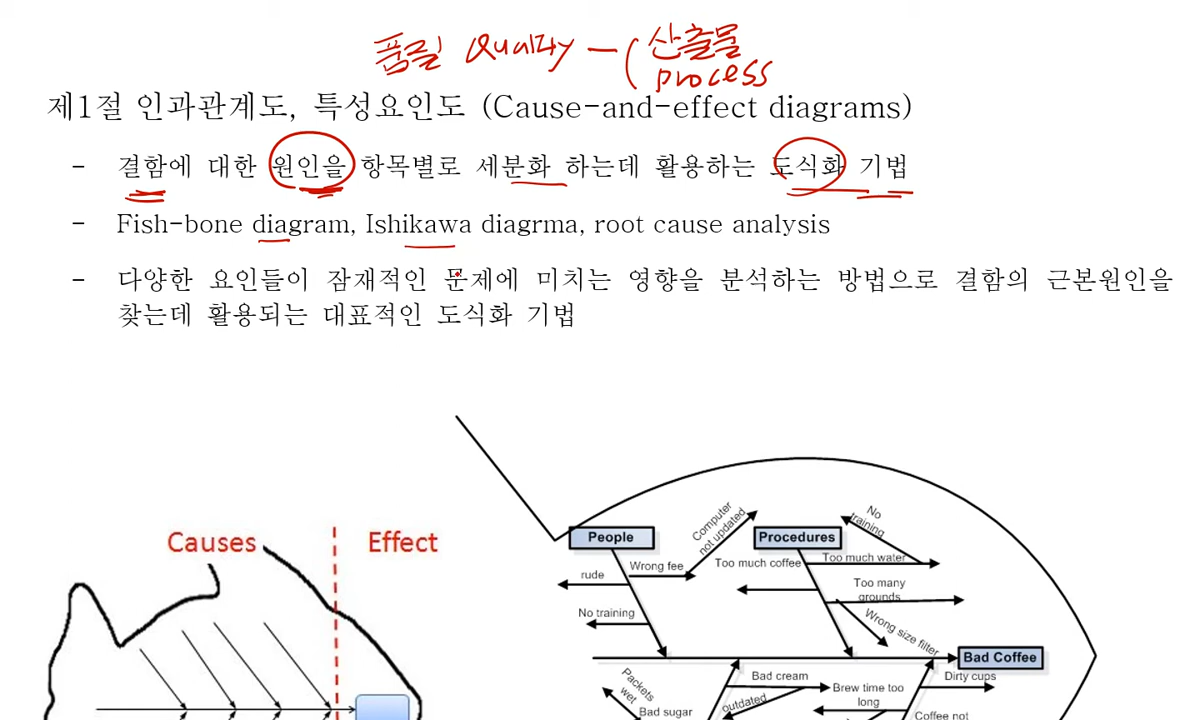 품질 Quality - ( 산출물
process
제1절 인과관계도, 특성요인도 (Cause-and-effect diagrams)
- 결함에 대한 원인을 항목별로 세분화 하는데 활용하는 도식화 기법
- Fish-bone diagram, Ishikawa diagrma, root cause analysis
- 다양한 요인들이 잠재적인 문제에 미치는 영향을 분석하는 방법으로 결함의 근본원인을
찾는데 활용되는 대표적인 도식화 기법
Causes
Effect
People
Computer
not updated
Procedures
No
training
Wrong fee
rude
No training
Too much coffee
Too much water
Too many
grounds
Wrong size filter
Bad Coffee
Packets
wet
Bad sugar
Bad cream
outdated
Brew time too
long
Dirty cups
Coffee not